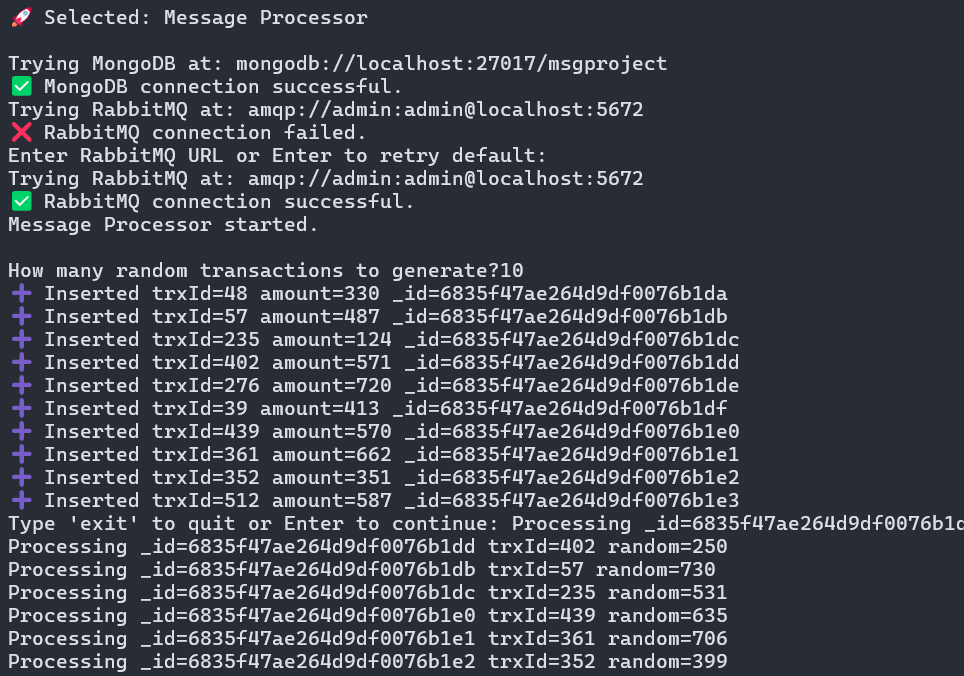 🚀 Selected: Message Processor
Trying MongoDB at: mongodb://localhost:27017/msgproject
✅ MongoDB connection successful.
Trying RabbitMQ at: amqp://admin:admin@localhost:5672
❌ RabbitMQ connection failed.
Enter RabbitMQ URL or Enter to retry default:
Trying RabbitMQ at: amqp://admin:admin@localhost:5672
✅ RabbitMQ connection successful.
Message Processor started.
How many random transactions to generate?10
➕ Inserted trxId=48 amount=330 _id=6835f47ae264d9df0076b1da
➕ Inserted trxId=57 amount=487 _id=6835f47ae264d9df0076b1db
➕ Inserted trxId=235 amount=124 _id=6835f47ae264d9df0076b1dc
➕ Inserted trxId=402 amount=571 _id=6835f47ae264d9df0076b1dd
➕ Inserted trxId=276 amount=720 _id=6835f47ae264d9df0076b1de
➕ Inserted trxId=39 amount=413 _id=6835f47ae264d9df0076b1df
➕ Inserted trxId=439 amount=570 _id=6835f47ae264d9df0076b1e0
➕ Inserted trxId=361 amount=662 _id=6835f47ae264d9df0076b1e1
➕ Inserted trxId=352 amount=351 _id=6835f47ae264d9df0076b1e2
➕ Inserted trxId=512 amount=587 _id=6835f47ae264d9df0076b1e3
Type 'exit' to quit or Enter to continue: Processing _id=6835f47ae264d9df0076b1d
Processing _id=6835f47ae264d9df0076b1dd trxId=402 random=250
Processing _id=6835f47ae264d9df0076b1db trxId=57 random=730
Processing _id=6835f47ae264d9df0076b1dc trxId=235 random=531
Processing _id=6835f47ae264d9df0076b1e0 trxId=439 random=635
Processing _id=6835f47ae264d9df0076b1e1 trxId=361 random=706
Processing _id=6835f47ae264d9df0076b1e2 trxId=352 random=399